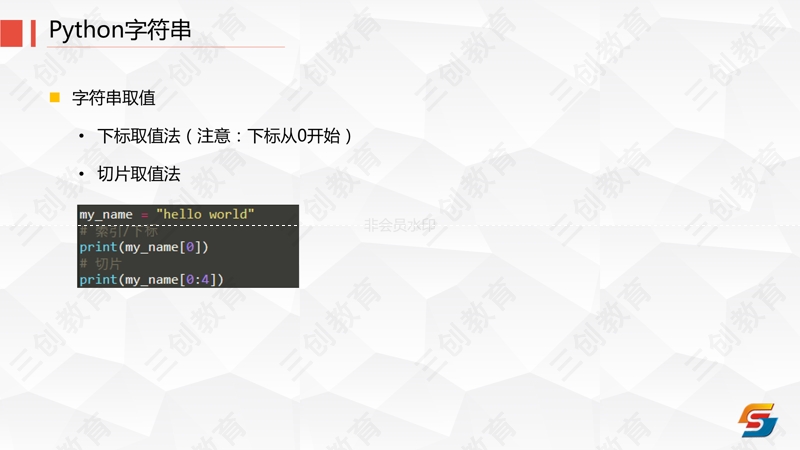 Python字符串
字符串取值
下标取值法（注意：下标从0开始）
切片取值法
my_name = "hello world"
# 索引/下标
print(my_name[0])
# 切片
print(my_name[0:4])
非会员水印
三创教育